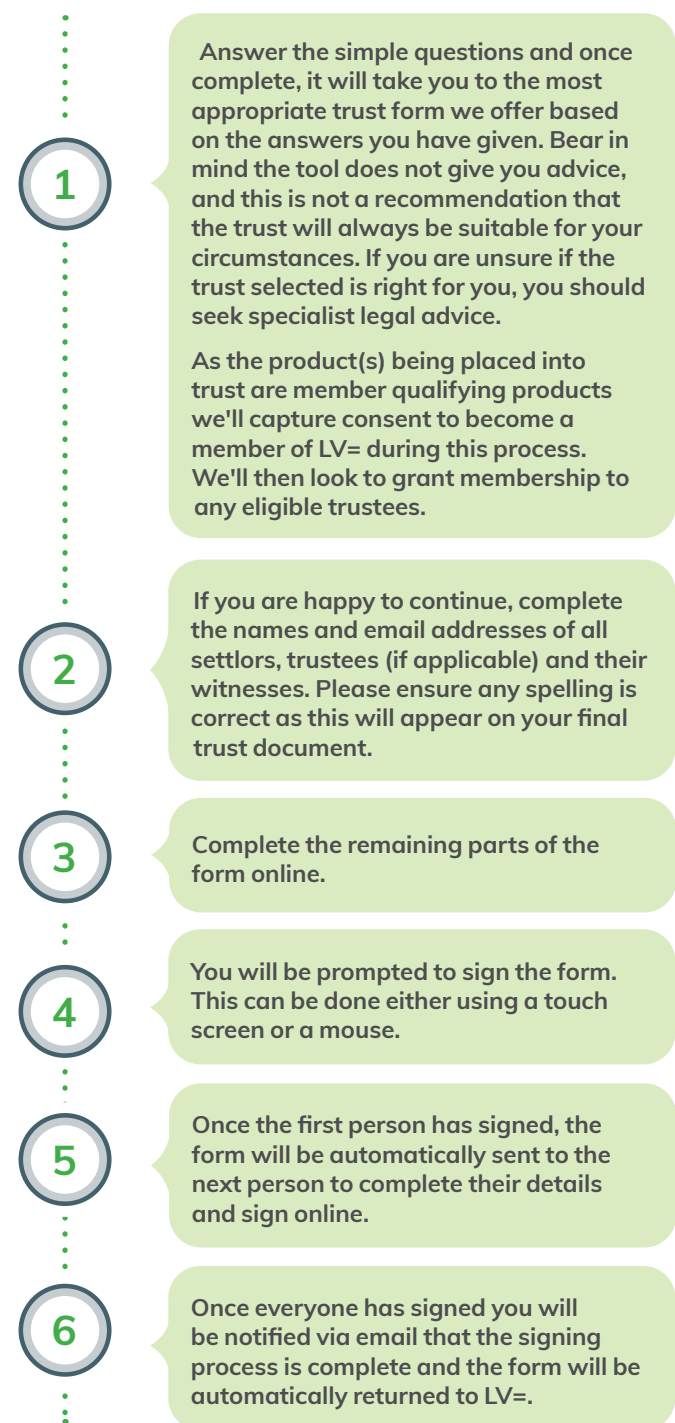 1
Answer the simple questions and once
complete, it will take you to the most
appropriate trust form we offer based
on the answers you have given. Bear in
mind the tool does not give you advice,
and this is not a recommendation that
the trust will always be suitable for your
circumstances. If you are unsure if the
trust selected is right for you, you should
seek specialist legal advice.
As the product(s) being placed into
trust are member qualifying products
we'll capture consent to become a
member of LV= during this process.
We'll then look to grant membership to
any eligible trustees.
2
If you are happy to continue, complete
the names and email addresses of all
settlors, trustees (if applicable) and their
witnesses. Please ensure any spelling is
correct as this will appear on your final
trust document.
3
Complete the remaining parts of the
form online.
4
You will be prompted to sign the form.
This can be done either using a touch
screen or a mouse.
5
Once the first person has signed, the
form will be automatically sent to the
next person to complete their details
and sign online.
6
Once everyone has signed you will
be notified via email that the signing
process is complete and the form will be
automatically returned to LV=.